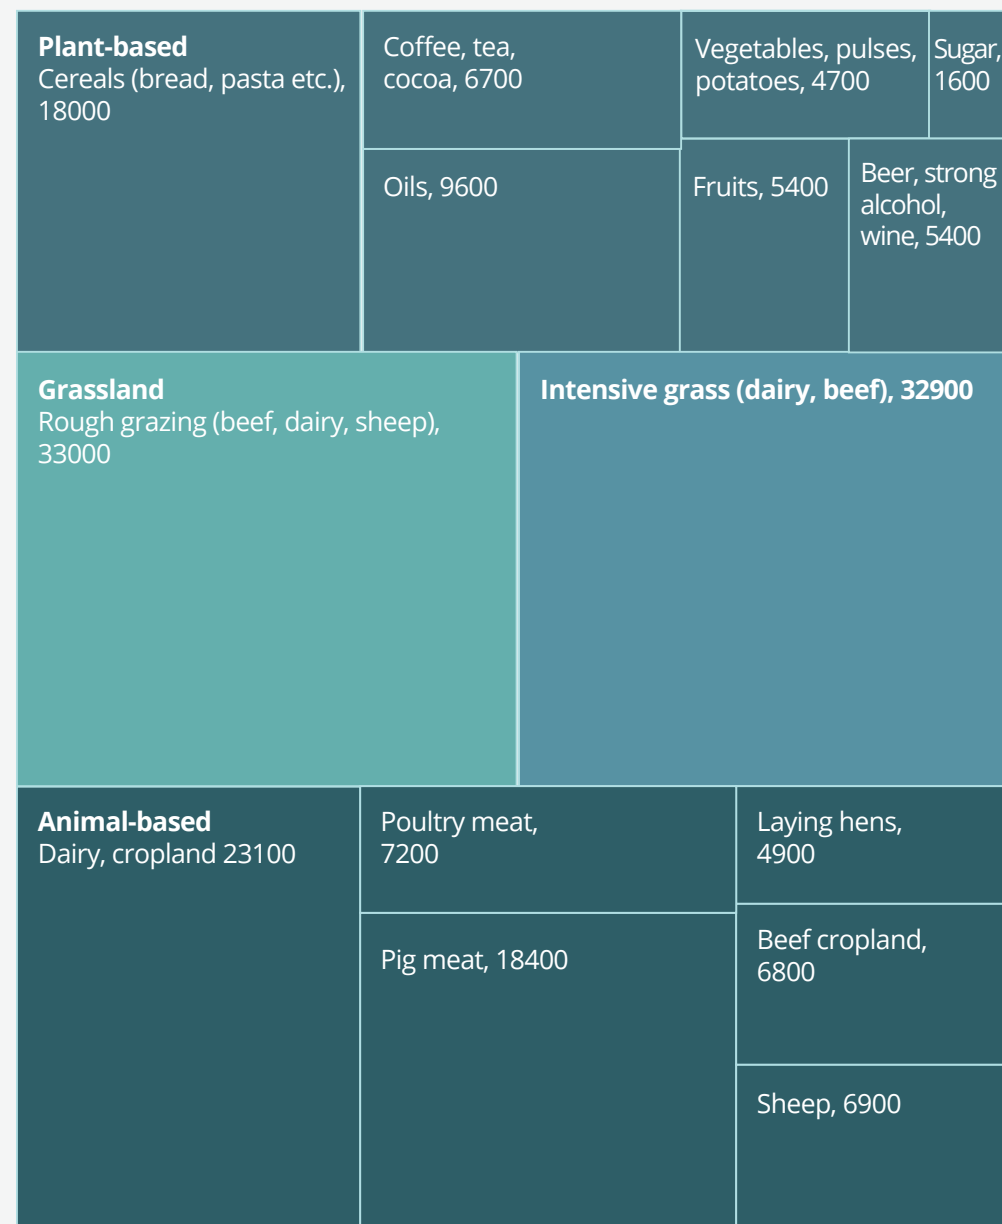 Plant-based
Cereals (bread, pasta etc.),
18000
Coffee, tea,
cocoa, 6700
Oils, 9600
Vegetables, pulses,
potatoes, 4700
Sugar,
1600
Fruits, 5400
Beer, strong
alcohol,
wine, 5400
Grassland
Rough grazing (beef, dairy, sheep),
33000
Intensive grass (dairy, beef), 32900
Animal-based
Dairy, cropland 23100
Poultry meat,
7200
Pig meat, 18400
Laying hens,
4900
Beef cropland,
6800
Sheep, 6900